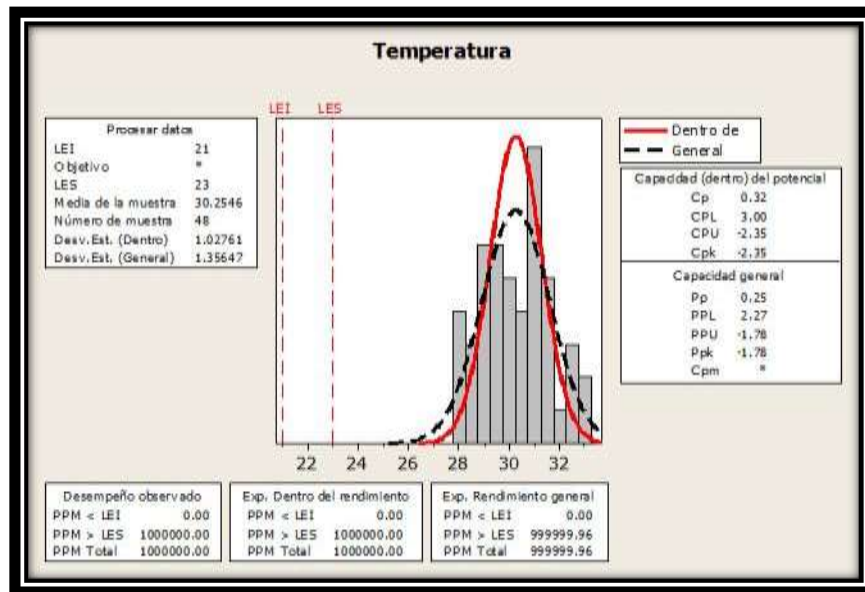 Temperatura
LEI LES
Procesar datos
LEI 21
Objetivo *
LES 23
Media de la muestra 30.2546
Número de muestra 48
Desv.Est. (Dentro) 1.02761
Desv.Est. (General) 1.35647
Dentro de
General
Capacidad (dentro) del potencial
Cp 0.32
CPL 3.00
CPU -2.35
Cpk -2.35
Capacidad general
Pp 0.25
PPL 2.27
PPU -1.78
Ppk -1.78
Cpm *
22 24 26 28 30 32
Desempeño observado
PPM < LEI 0.00
PPM > LES 1000000.00
PPM Total 1000000.00
Exp. Dentro del rendimiento
PPM < LEI 0.00
PPM > LES 1000000.00
PPM Total 1000000.00
Exp. Rendimiento general
PPM < LEI 0.00
PPM > LES 999999.96
PPM Total 999999.96